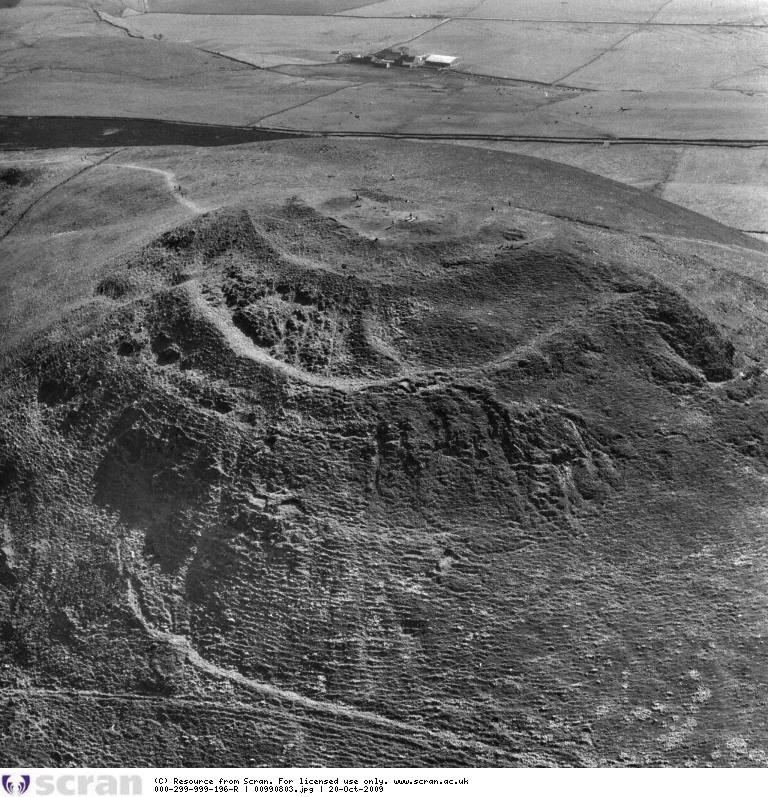 scran
(C) Resource from Scran. For licensed use only. www.scran.ac.uk
000-299-999-196-R | 00990803.jpg | 20-Oct-2009